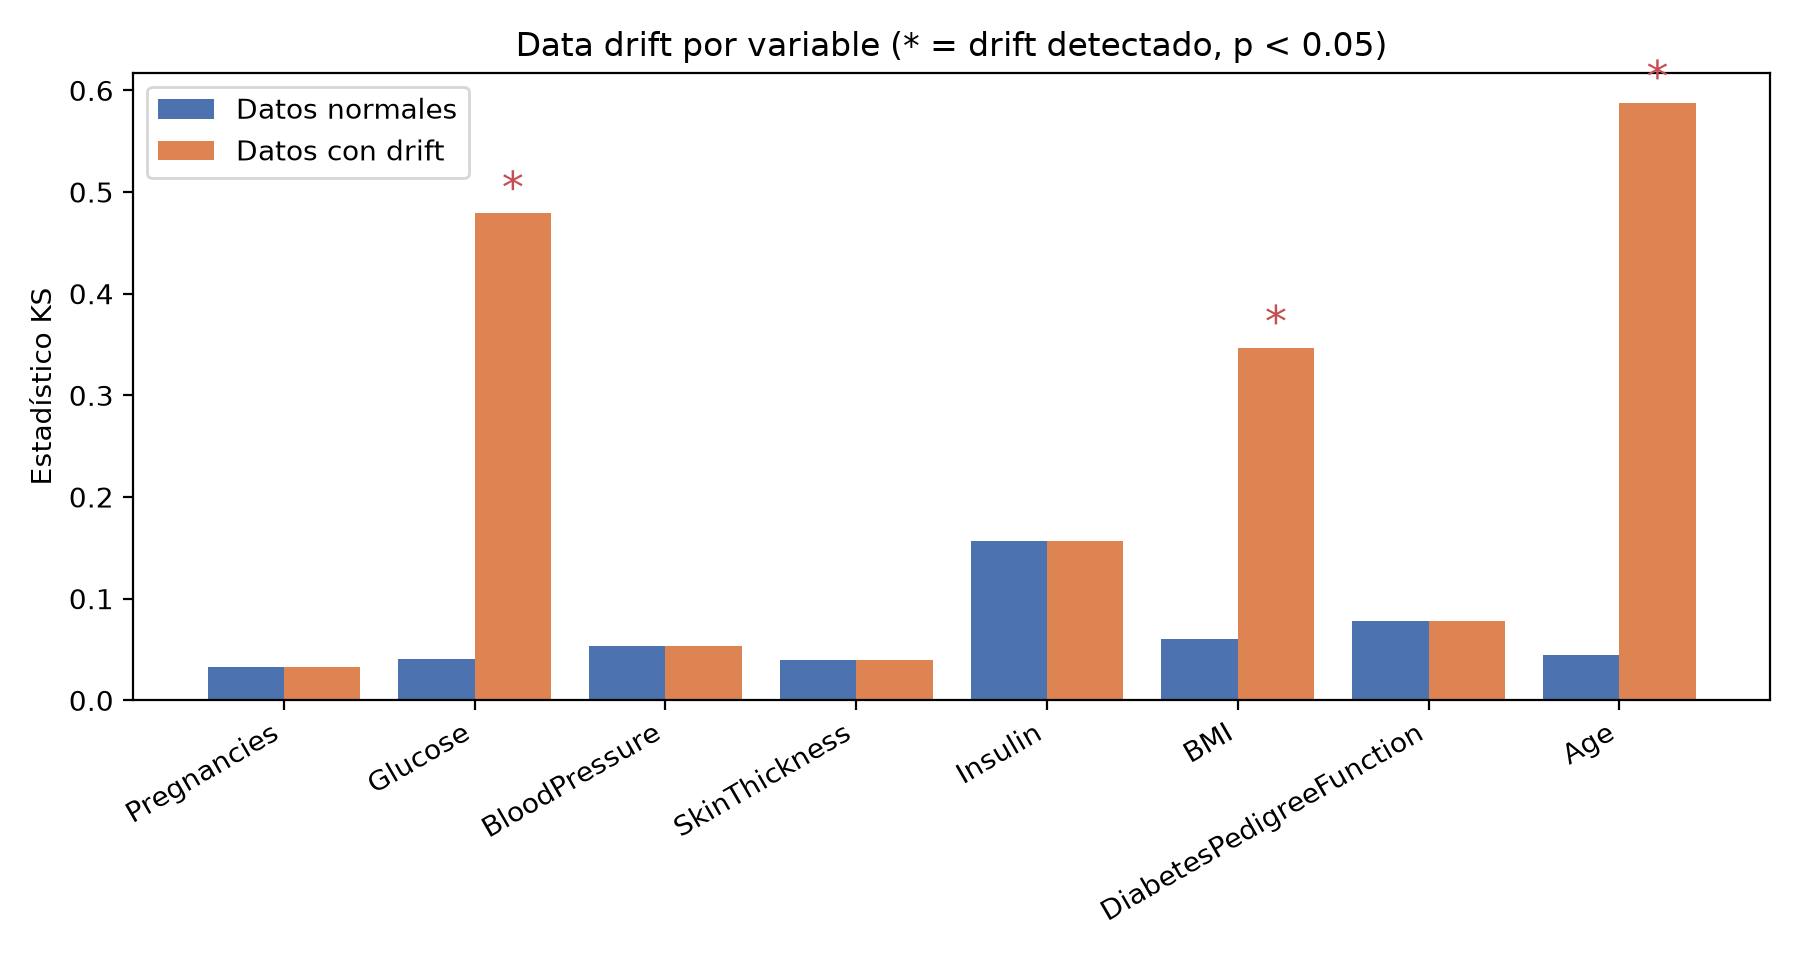 Data drift por variable (* = drift detectado, p < 0.05)
Datos normales
Datos con drift
Estadístico KS
0.6
0.5
0.4
0.3
0.2
0.1
0.0
*
*
*
Pregnancies
Glucose
BloodPressure
SkinThickness
Insulin
BMI
DiabetesPedigreeFunction
Age